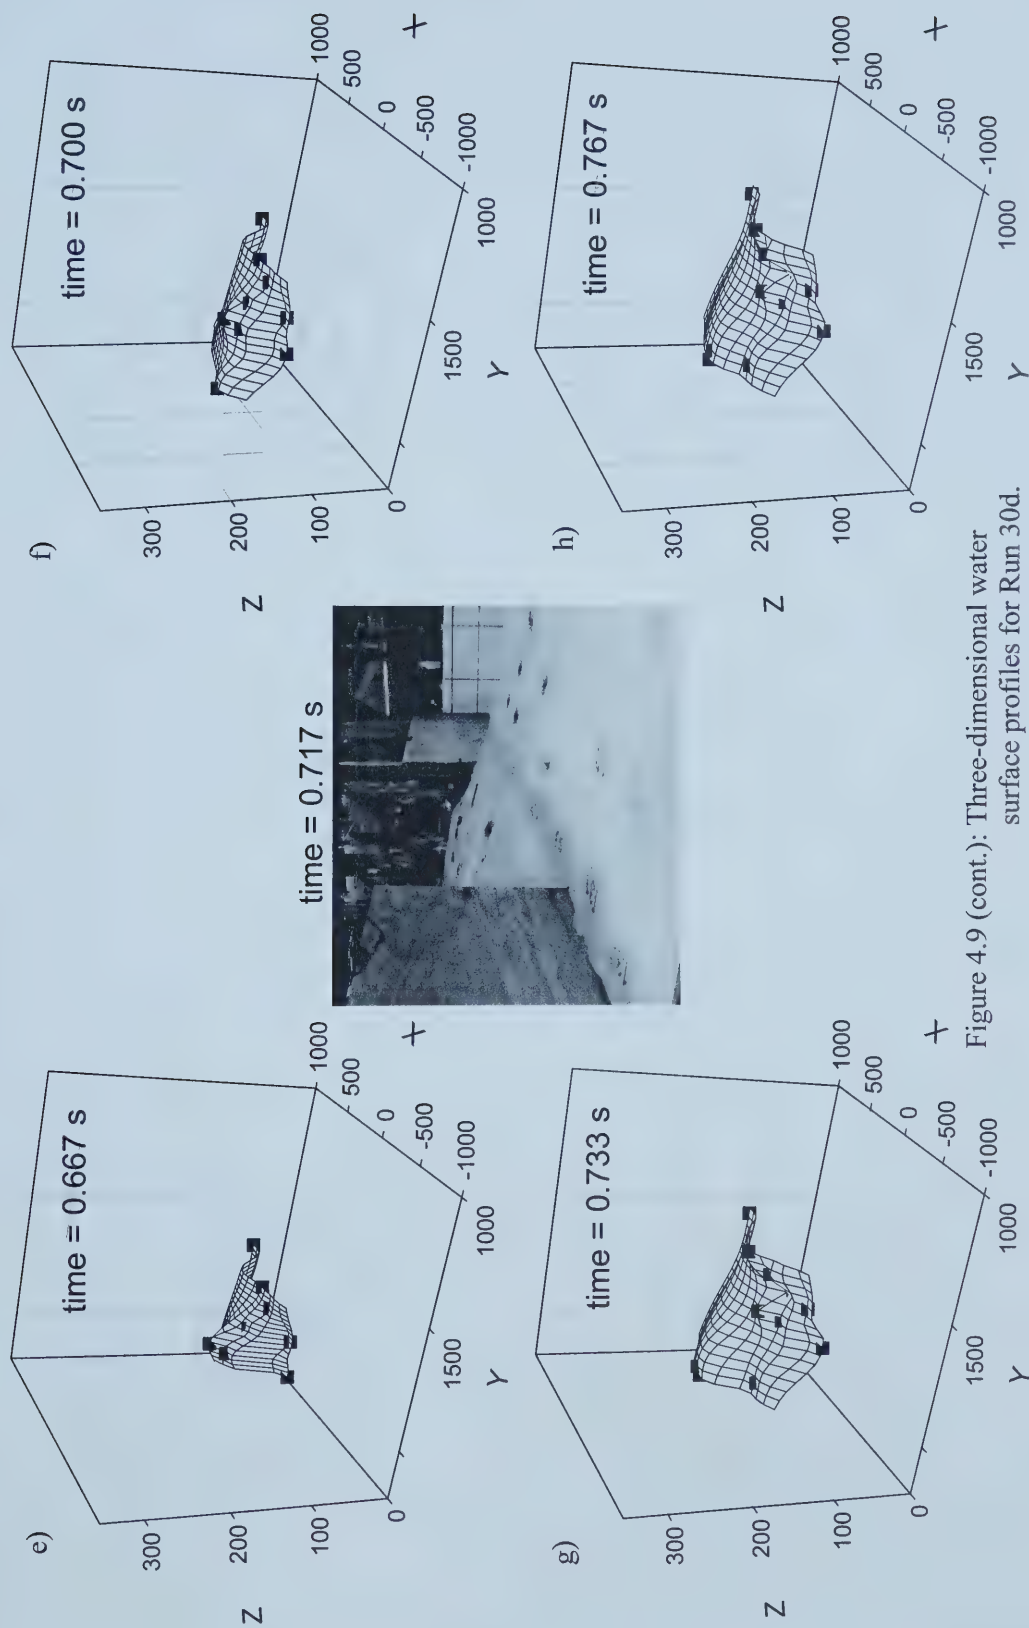 e)
time = 0.667 s
Z
300
200
100
0
1500
Y
1000
-1000
-500
0
500
1000
X
f)
time = 0.700 s
Z
300
200
100
0
1500
Y
1000
-1000
-500
0
500
1000
X
time = 0.717 s
g)
time = 0.733 s
Z
300
200
100
0
1500
Y
1000
-1000
-500
0
500
1000
X
h)
time = 0.767 s
Z
300
200
100
0
1500
Y
1000
-1000
-500
0
500
1000
X
Figure 4.9 (cont.): Three-dimensional water
surface profiles for Run 30d.